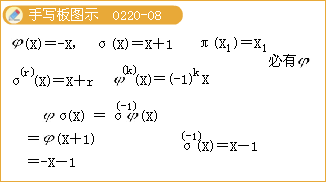 手写板图示 0220-08
φ(X)=-X， σ(X)=X+1 π(X₁)=X₁
必有φ
σ⁽ʳ⁾(X)=X+r φ⁽ᵏ⁾(X)=(-1)ᵏX
φσ(X) = σ⁽⁻¹⁾φ(X)
=φ(X+1) σ⁽⁻¹⁾(X)=X-1
=-X-1